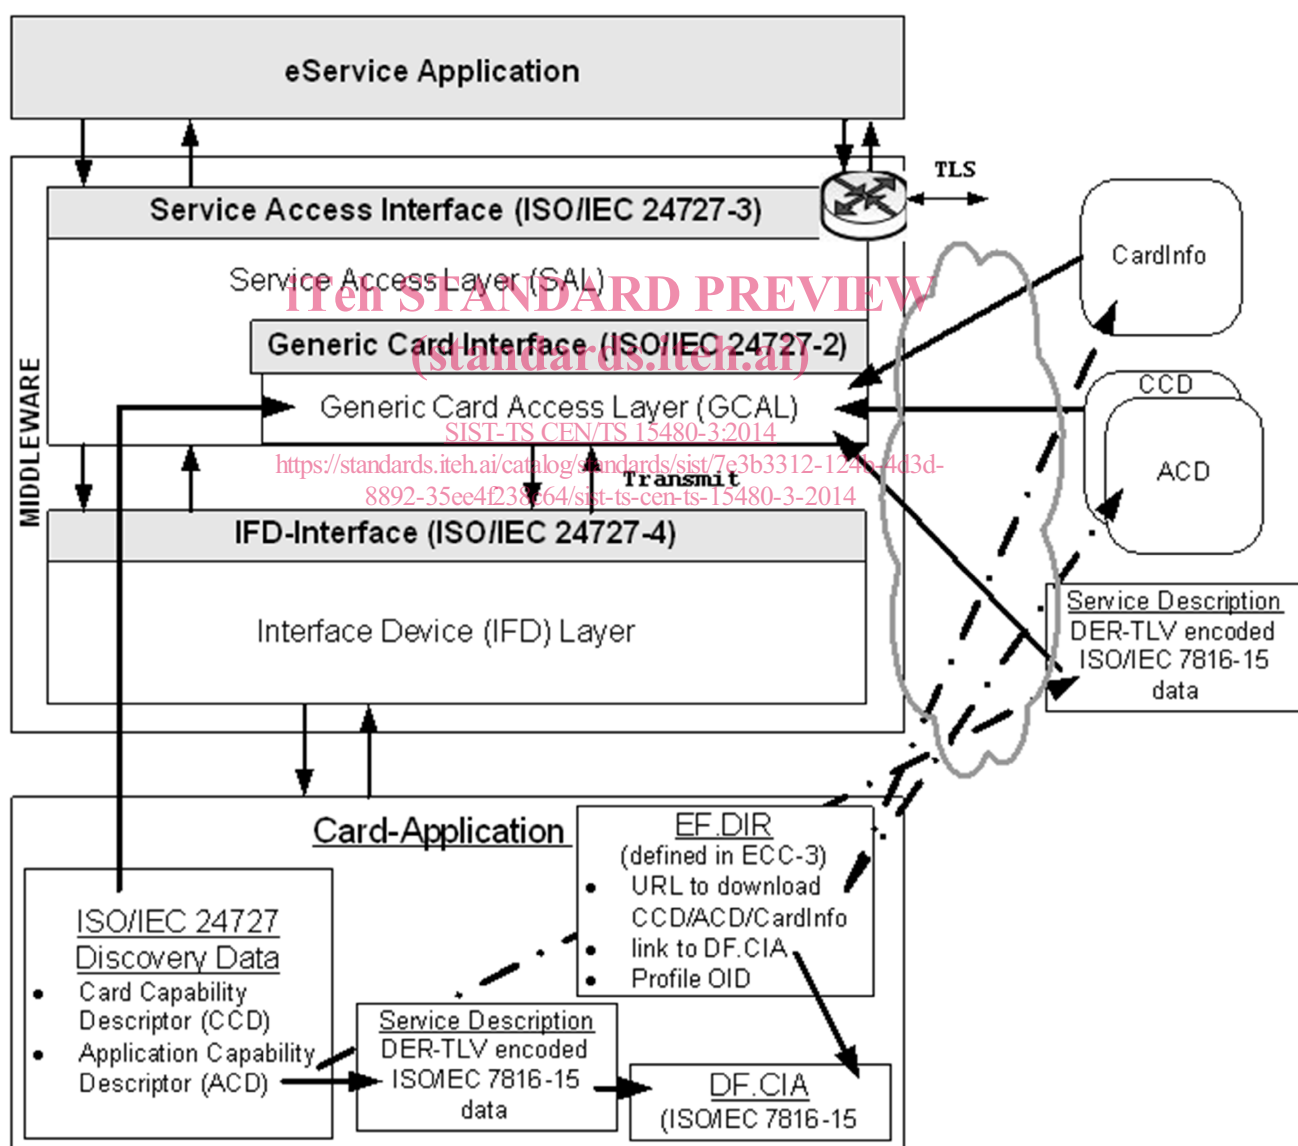 eService Application
TLS
Service Access Interface (ISO/IEC 24727-3)
CardInfo
Service Access Layer (SAL)
iTeh STANDARD PREVIEW
Generic Card Interface (ISO/IEC 24727-2)
(standards.iteh.ai)
MIDDLEWARE
CCD
Generic Card Access Layer (GCAL)
SIST-TS CEN/TS 15480-3:2014
https://standards.iteh.ai/catalog/standards/sist/7e3b3312-124b-4d3d-
8892-35ee4f238c64/sist-ts-cen-ts-15480-3-2014
Transmit
ACD
IFD-Interface (ISO/IEC 24727-4)
Interface Device (IFD) Layer
Service Description
DER-TLV encoded
ISO/IEC 7816-15
data
Card-Application
EF.DIR
(defined in ECC-3)
• URL to download
CCD/ACD/CardInfo
• link to DF.CIA
• Profile OID
ISO/IEC 24727
Discovery Data
• Card Capability
Descriptor (CCD)
• Application Capability
Descriptor (ACD)
Service Description
DER-TLV encoded
ISO/IEC 7816-15
data
DF.CIA
(ISO/IEC 7816-15